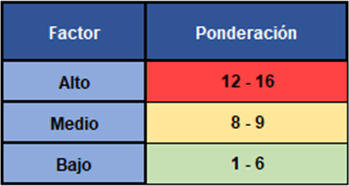 Factor Ponderación
Alto 12 - 16
Medio 8 - 9
Bajo 1 - 6